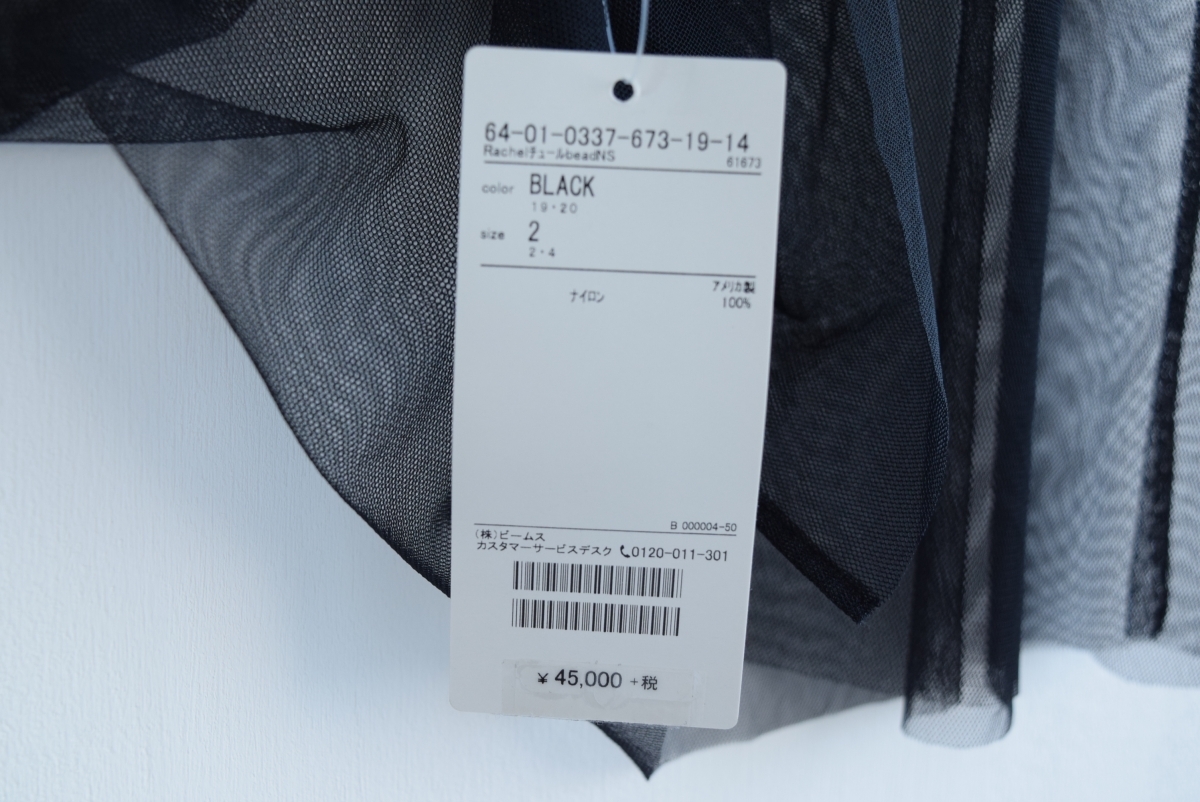 64-01-0337-673-19-14
RachelチュールbeadNS 61673
color BLACK
19・20
size 2
2・4
アメリカ製
ナイロン 100%
B 000004-50
(株)ビームス
カスタマーサービスデスク 📞0120-011-301
¥ 45,000 +税